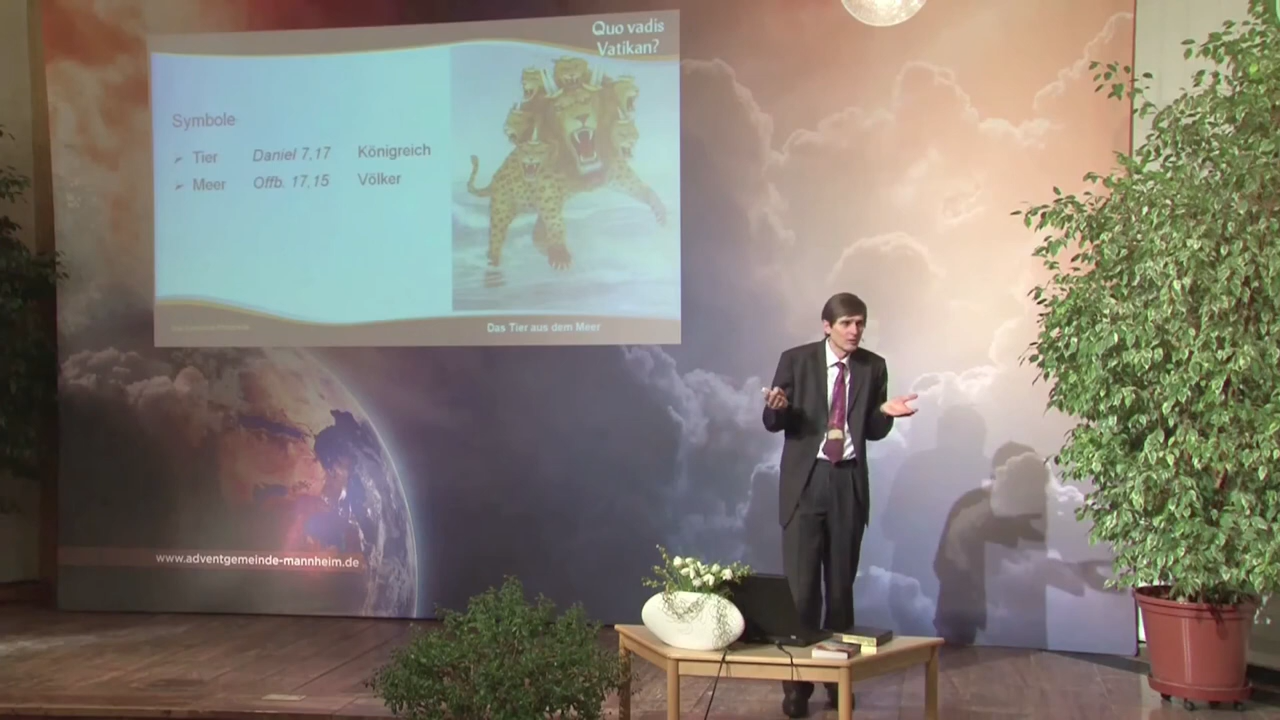 Quo vadis
Vatikan?
Symbole
Tier Daniel 7,17 Königreich
Meer Offb. 17,15 Völker
Das Tier aus dem Meer
www.adventgemeinde-mannheim.de